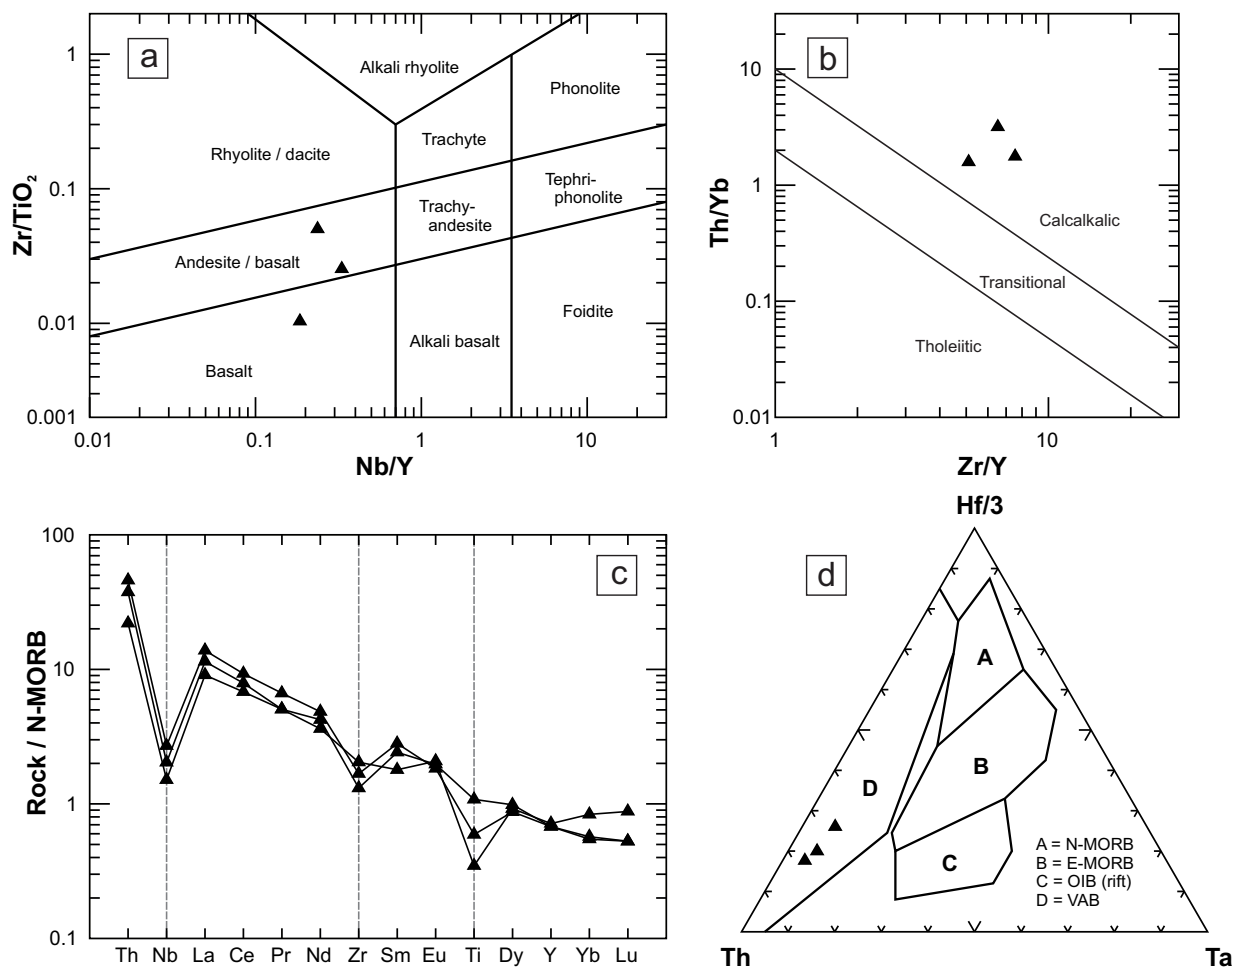 a
1
0.1
0.01
0.001
Zr/TiO2
Alkali rhyolite
Phonolite
Trachyte
Rhyolite / dacite
Tephri-
phonolite
Trachy-
andesite
Andesite / basalt
Foidite
Alkali basalt
Basalt
0.01
0.1
1
10
Nb/Y
b
10
1
0.1
0.01
Th/Yb
Calcalkalic
Transitional
Tholeiitic
1
10
Zr/Y
c
100
10
1
0.1
Rock / N-MORB
Th Nb La Ce Pr Nd Zr Sm Eu Ti Dy Y Yb Lu
d
Hf/3
A
B
D
C
A = N-MORB
B = E-MORB
C = OIB (rift)
D = VAB
Th
Ta